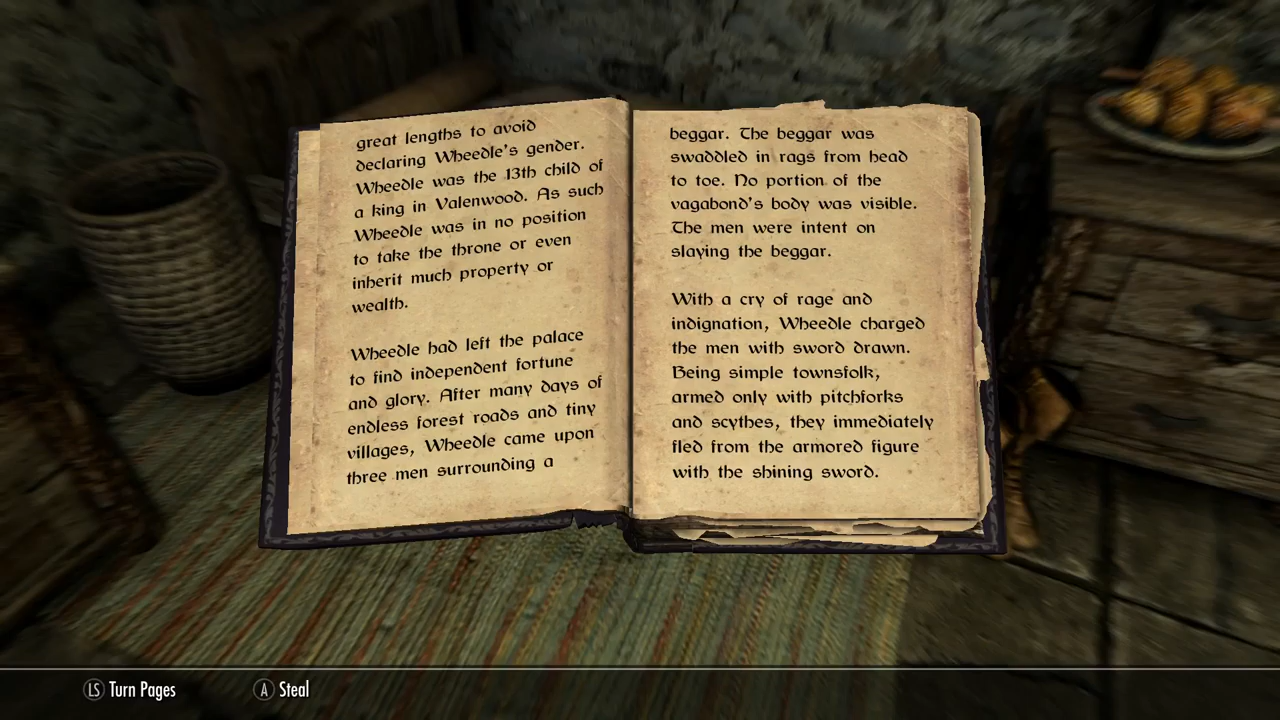 great lengths to avoid
declaring Wheedle's gender.
Wheedle was the 13th child of
a king in Valenwood. As such
Wheedle was in no position
to take the throne or even
inherit much property or
wealth.
Wheedle had left the palace
to find independent fortune
and glory. After many days of
endless forest roads and tiny
villages, Wheedle came upon
three men surrounding a
beggar. The beggar was
swaddled in rags from head
to toe. No portion of the
vagabond's body was visible.
The men were intent on
slaying the beggar.
With a cry of rage and
indignation, Wheedle charged
the men with sword drawn.
Being simple townsfolk,
armed only with pitchforks
and scythes, they immediately
fled from the armored figure
with the shining sword.
LS Turn Pages
A Steal